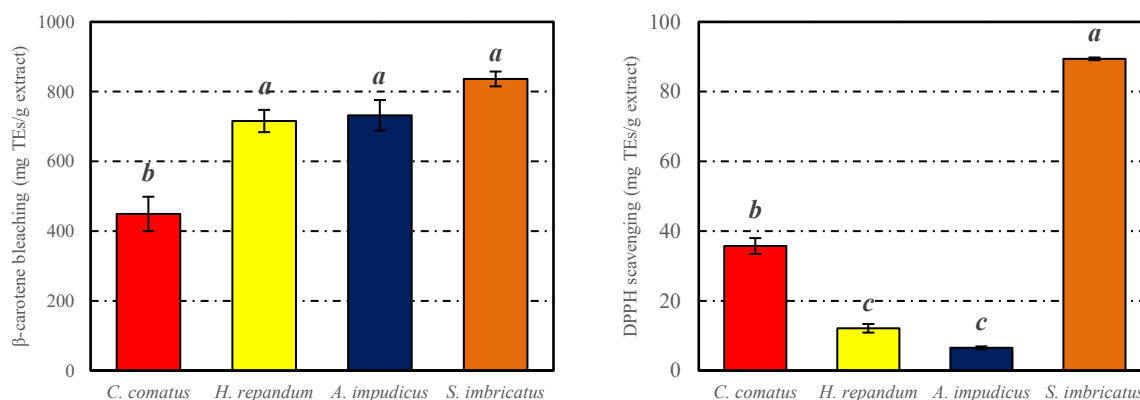 β-carotene bleaching (mg TEs/g extract)
1000
800
600
400
200
0
b
a
a
a
C. comatus H. repandum A. impudicus S. imbricatus
DPPH scavenging (mg TEs/g extract)
100
80
60
40
20
0
b
c
c
a
C. comatus H. repandum A. impudicus S. imbricatus